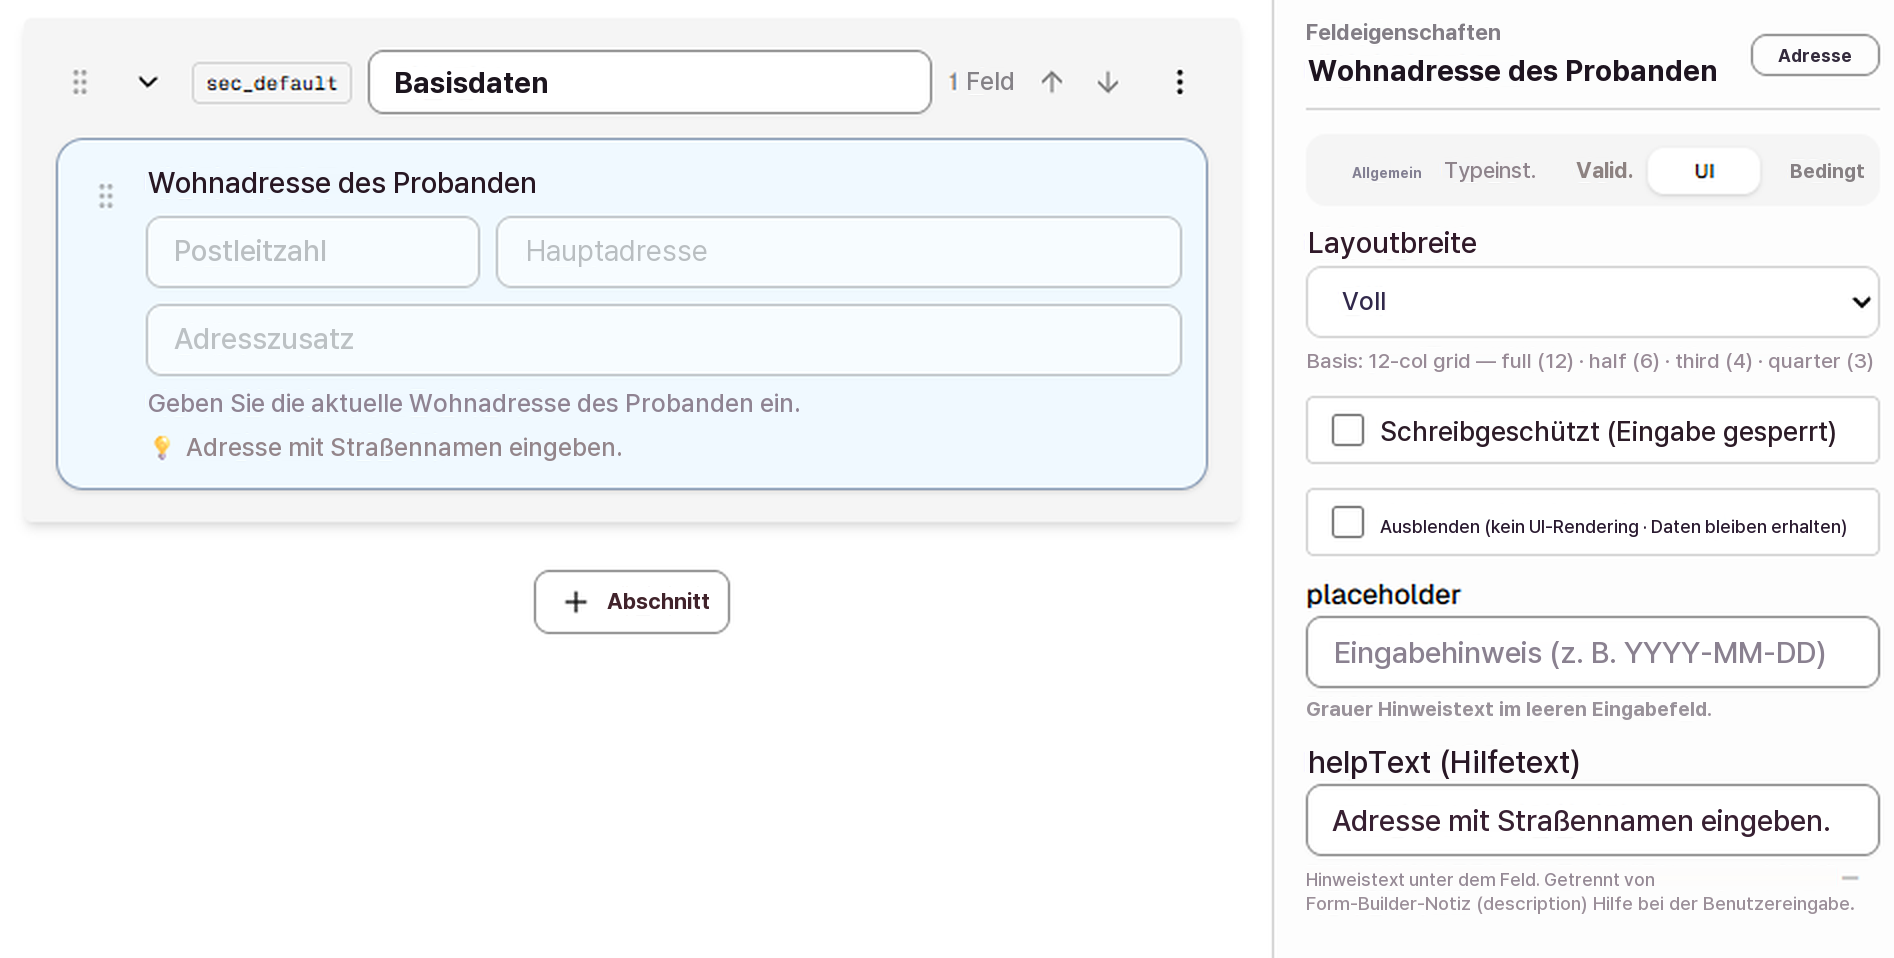 sec_default
Basisdaten
1 Feld
Wohnadresse des Probanden
Postleitzahl
Hauptadresse
Adresszusatz
Geben Sie die aktuelle Wohnadresse des Probanden ein.
Adresse mit Straßennamen eingeben.
Abschnitt
Feldeigenschaften
Wohnadresse des Probanden
Adresse
Allgemein
Typeinst.
Valid.
UI
Bedingt
Layoutbreite
Voll
Basis: 12-col grid — full (12) · half (6) · third (4) · quarter (3)
Schreibgeschützt (Eingabe gesperrt)
Ausblenden (kein UI-Rendering · Daten bleiben erhalten)
placeholder
Eingabehinweis (z. B. YYYY-MM-DD)
Grauer Hinweistext im leeren Eingabefeld.
helpText (Hilfetext)
Adresse mit Straßennamen eingeben.
Hinweistext unter dem Feld. Getrennt von
Form-Builder-Notiz (description) Hilfe bei der Benutzereingabe.